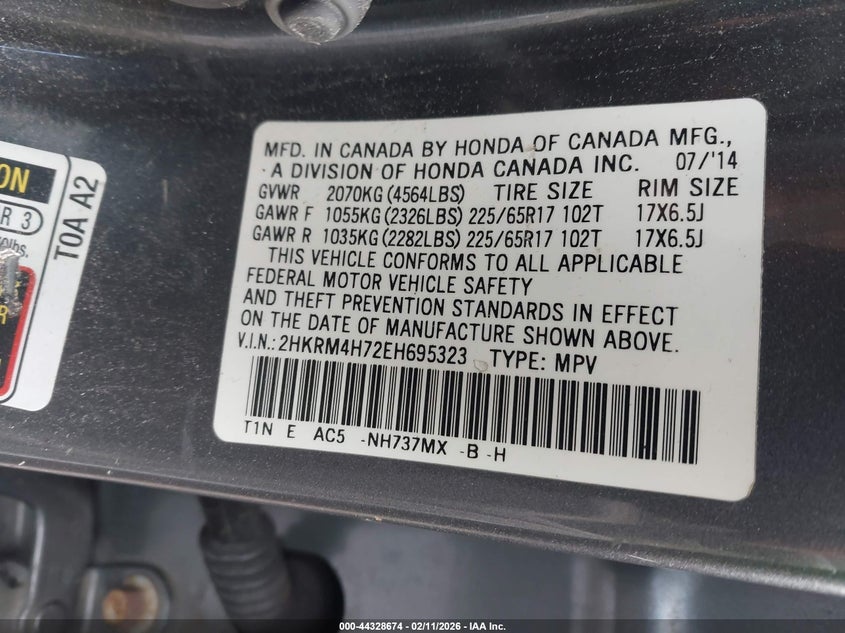 ON
R 3
lbs.
R
T0A A2
MFD. IN CANADA BY HONDA OF CANADA MFG.,
A DIVISION OF HONDA CANADA INC. 07/'14
GVWR 2070KG (4564LBS) TIRE SIZE RIM SIZE
GAWR F 1055KG (2326LBS) 225/65R17 102T 17X6.5J
GAWR R 1035KG (2282LBS) 225/65R17 102T 17X6.5J
THIS VEHICLE CONFORMS TO ALL APPLICABLE
FEDERAL MOTOR VEHICLE SAFETY
AND THEFT PREVENTION STANDARDS IN EFFECT
ON THE DATE OF MANUFACTURE SHOWN ABOVE.
V.I.N.: 2HKRM4H72EH695323 TYPE: MPV
T1N E AC5 -NH737MX -B -H
000-44328674 - 02/11/2026 - IAA Inc.